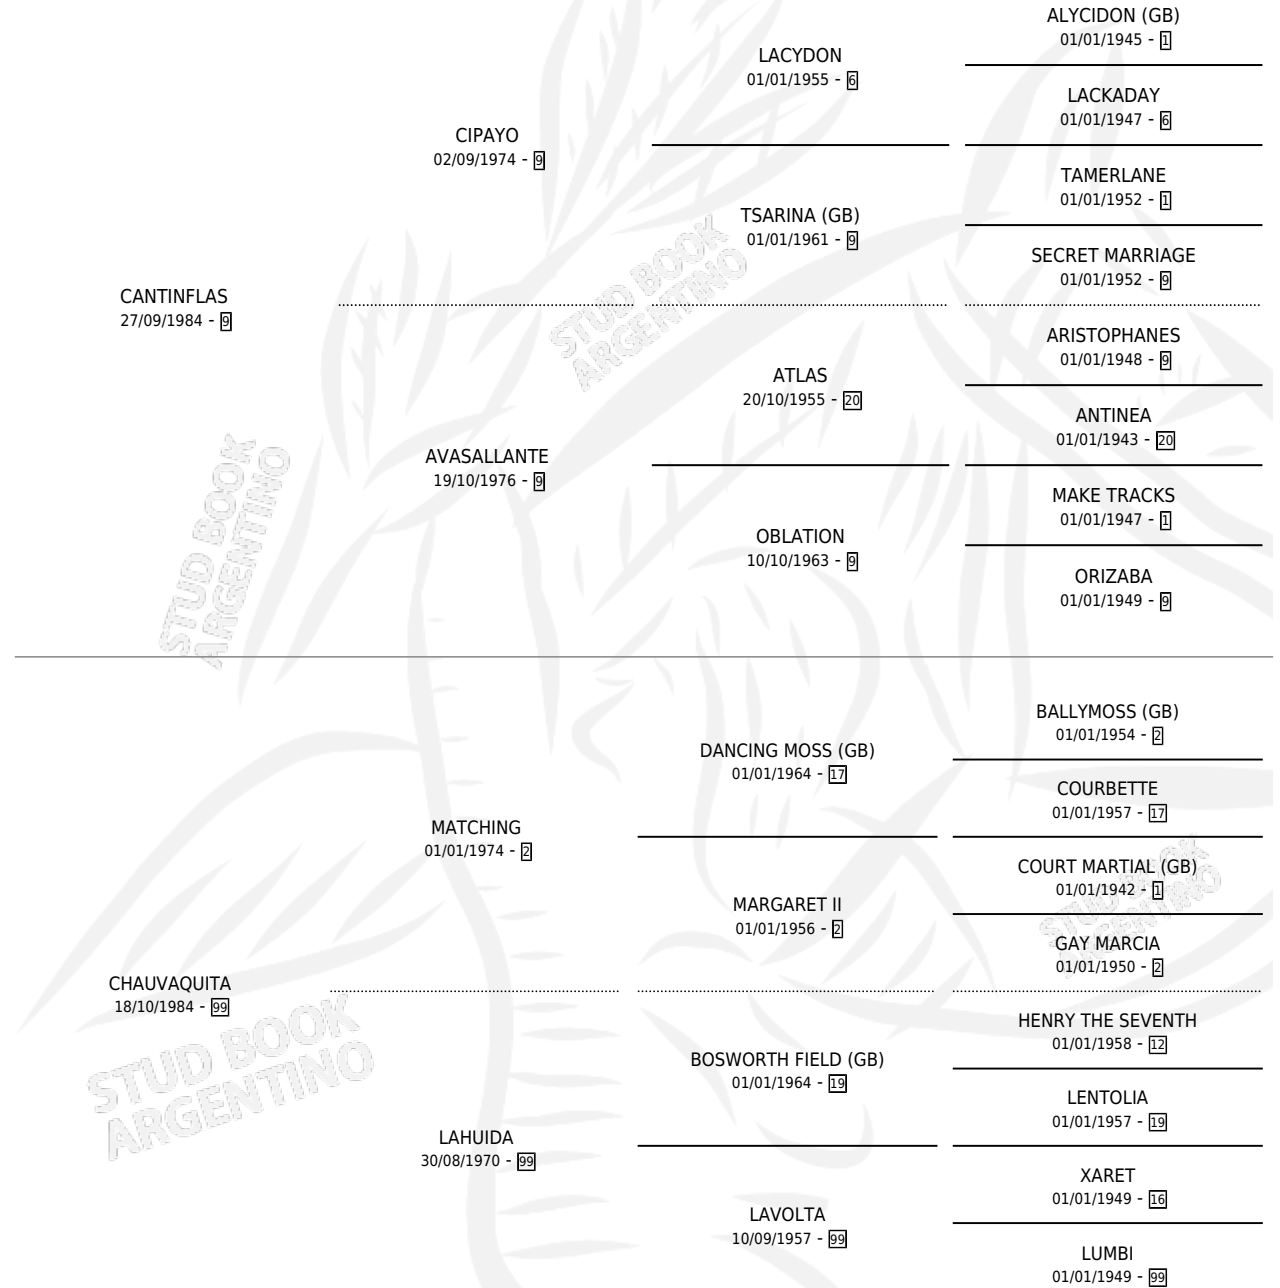 ALYCIDON (GB)
01/01/1945 - 1
LACYDON
01/01/1955 - 6
LACKADAY
01/01/1947 - 6
CIPAYO
02/09/1974 - 9
TAMERLANE
01/01/1952 - 1
TSARINA (GB)
01/01/1961 - 9
SECRET MARRIAGE
01/01/1952 - 9
CANTINFLAS
27/09/1984 - 9
STUD BOOK
ARGENTINO
ARISTOPHANES
01/01/1948 - 9
ATLAS
20/10/1955 - 20
ANTINEA
01/01/1943 - 20
AVASALLANTE
19/10/1976 - 9
MAKE TRACKS
01/01/1947 - 1
OBLATION
10/10/1963 - 9
ORIZABA
01/01/1949 - 9
STUD BOOK
ARGENTINO
BALLYMOSS (GB)
01/01/1954 - 2
DANCING MOSS (GB)
01/01/1964 - 17
COURBETTE
01/01/1957 - 17
MATCHING
01/01/1974 - 2
COURT MARTIAL (GB)
01/01/1942 - 1
MARGARET II
01/01/1956 - 2
GAY MARCIA
01/01/1950 - 2
STUD BOOK
ARGENTINO
CHAUVAQUITA
18/10/1984 - 99
HENRY THE SEVENTH
01/01/1958 - 12
BOSWORTH FIELD (GB)
01/01/1964 - 19
LENTOLIA
01/01/1957 - 19
STUD BOOK
ARGENTINO
LAHUIDA
30/08/1970 - 99
XARET
01/01/1949 - 16
LAVOLTA
10/09/1957 - 99
LUMBI
01/01/1949 - 99